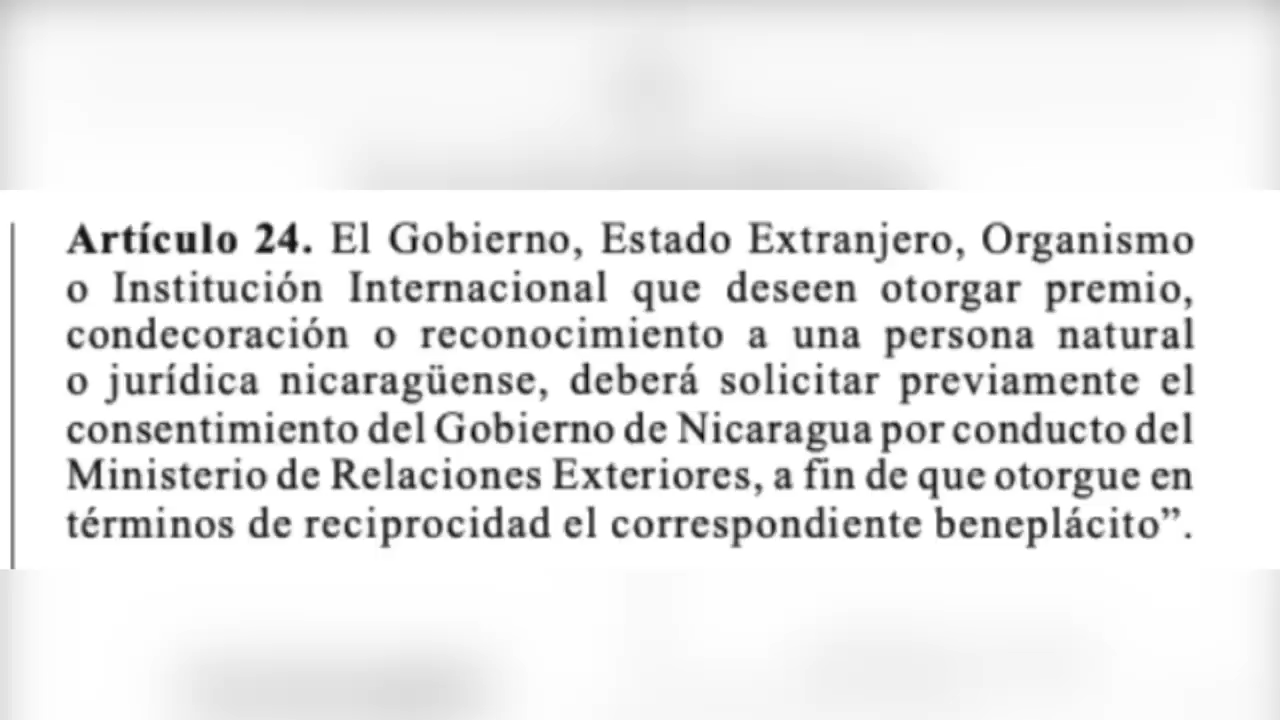 Artículo 24. El Gobierno, Estado Extranjero, Organismo
o Institución Internacional que deseen otorgar premio,
condecoración o reconocimiento a una persona natural
o jurídica nicaragüense, deberá solicitar previamente el
consentimiento del Gobierno de Nicaragua por conducto del
Ministerio de Relaciones Exteriores, a fin de que otorgue en
términos de reciprocidad el correspondiente beneplácito”.